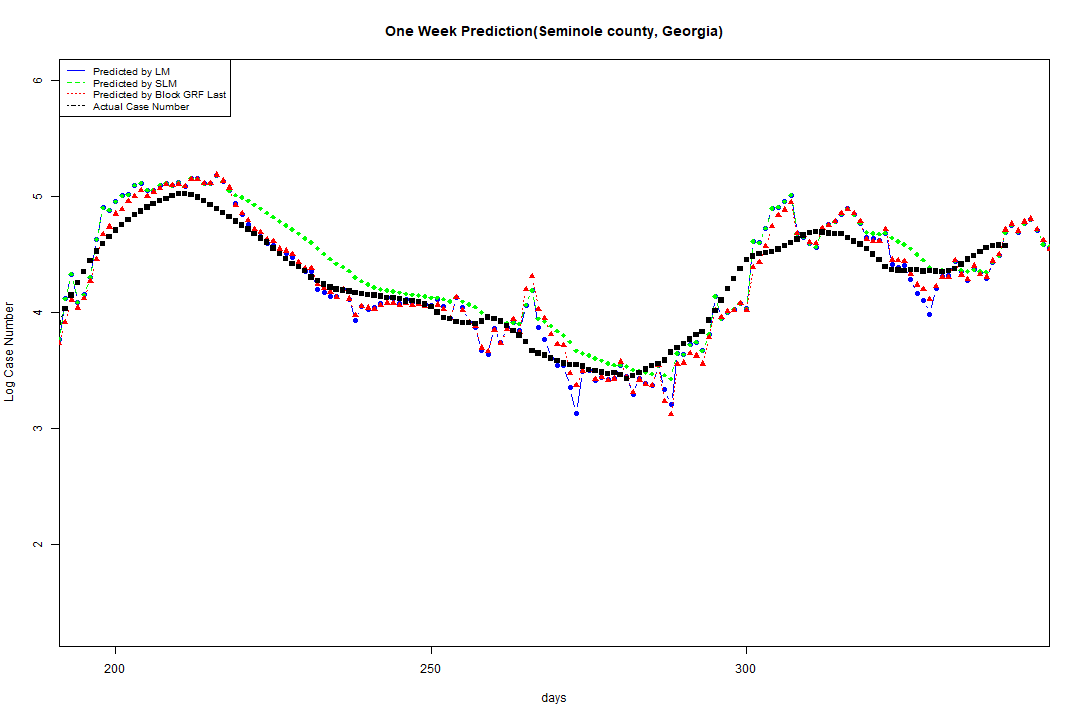 One Week Prediction(Seminole county, Georgia)
Predicted by LM
Predicted by SLM
Predicted by Block GRF Last
Actual Case Number
6
5
4
3
2
Log Case Number
200
250
300
days